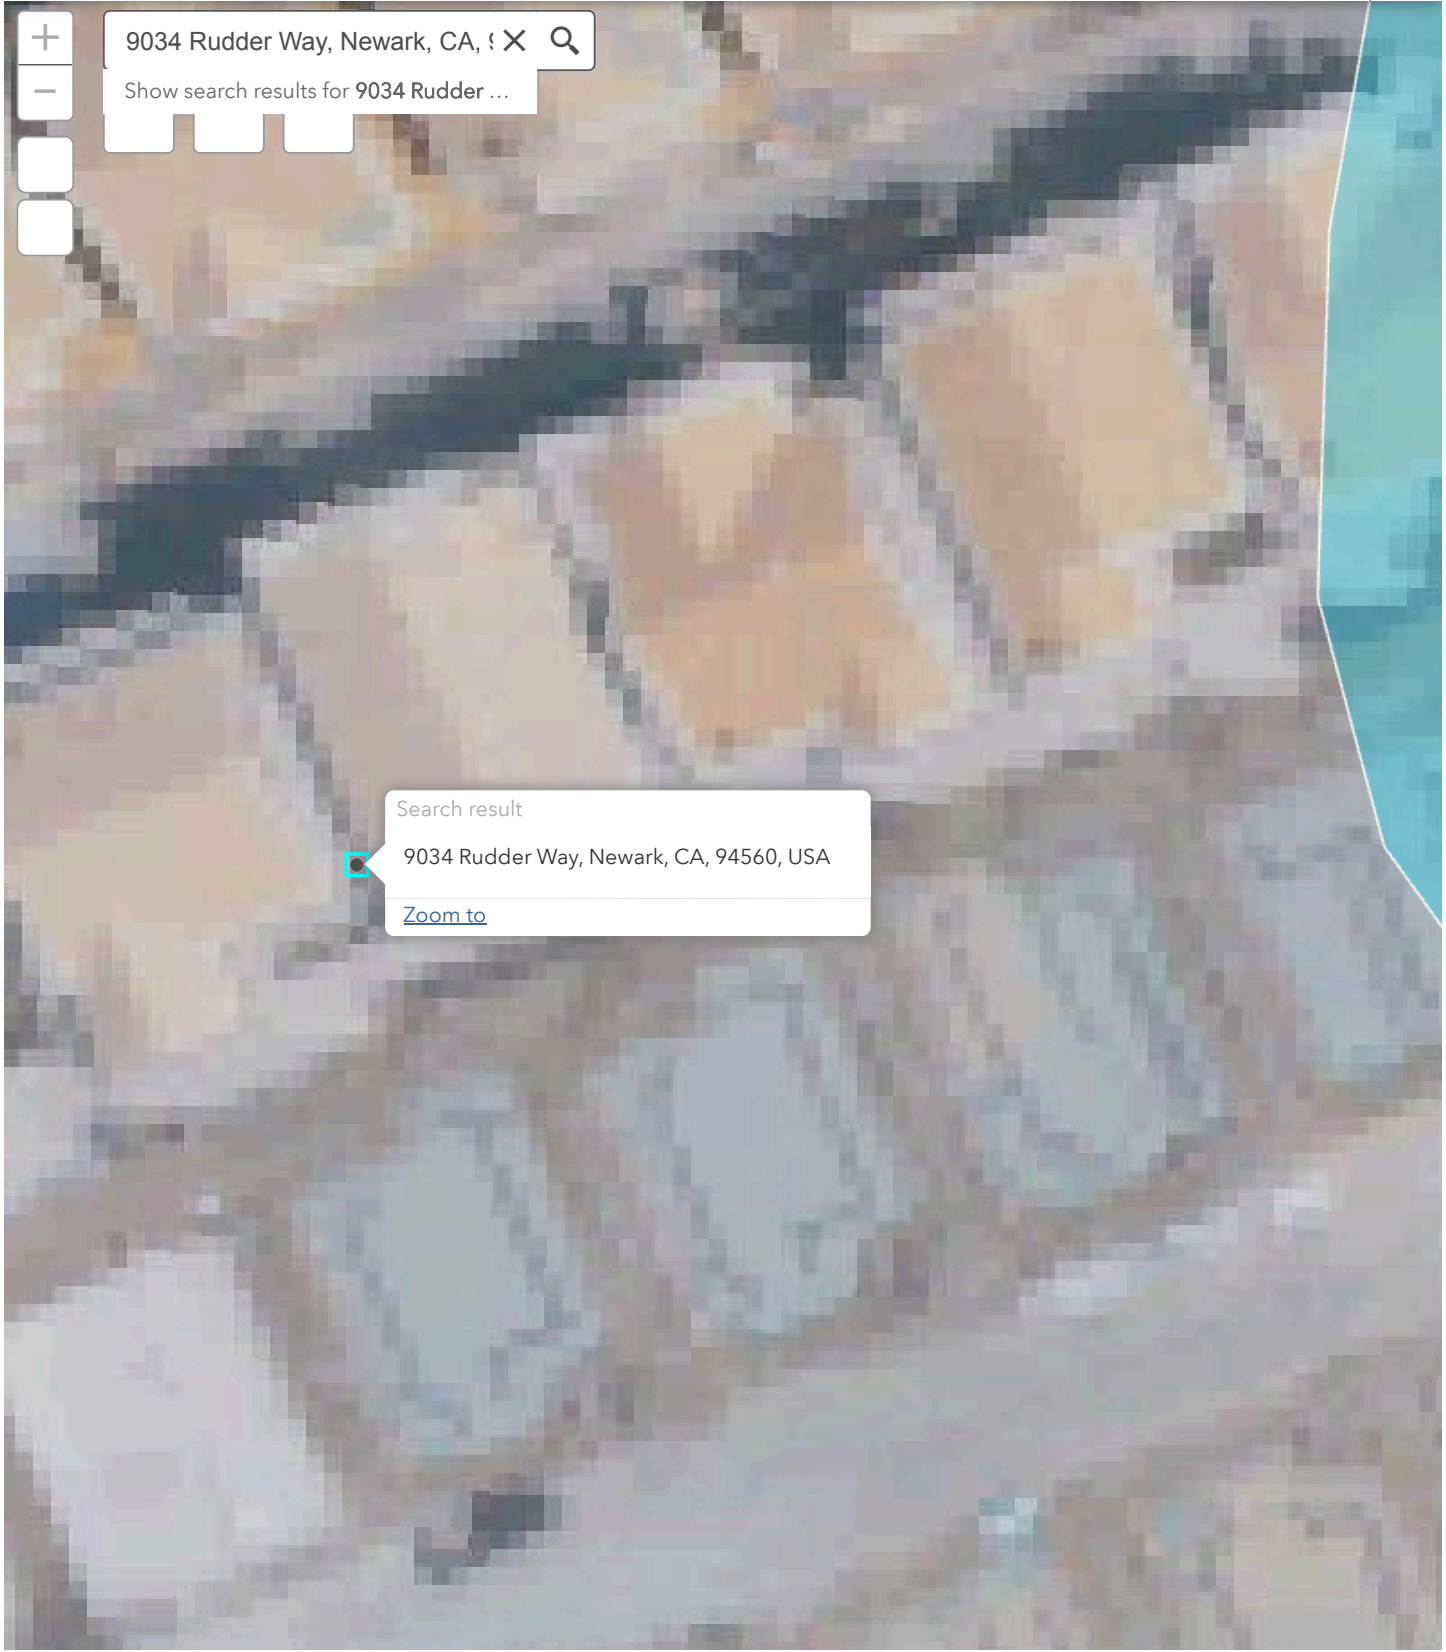 9034 Rudder Way, Newark, CA,
Show search results for 9034 Rudder ...
Search result
9034 Rudder Way, Newark, CA, 94560, USA
Zoom to